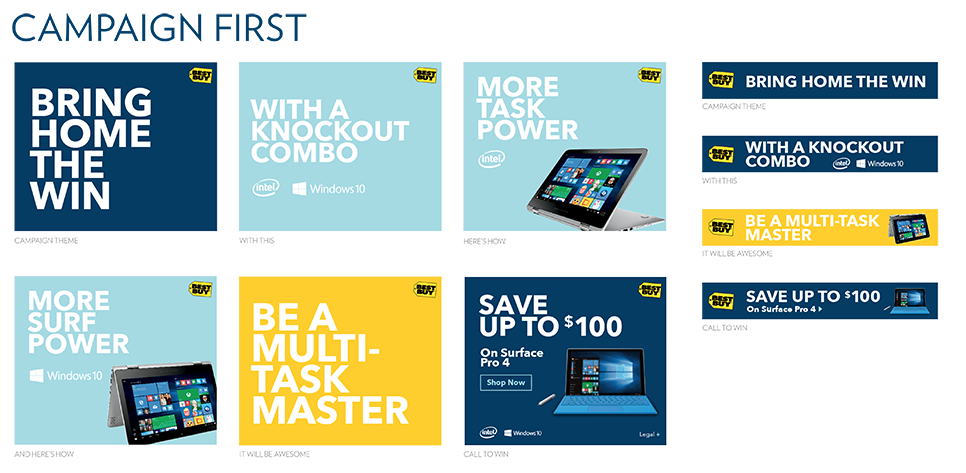 CAMPAIGN FIRST
BEST
BUY
BRING
HOME
THE
WIN
CAMPAIGN THEME
BEST
BUY
WITH A
KNOCKOUT
COMBO
intel
Windows 10
WITH THIS
BEST
BUY
MORE
TASK
POWER
intel
HERE'S HOW
BEST
BUY
MORE
SURF
POWER
Windows 10
AND HERE'S HOW
BEST
BUY
BE A
MULTI-
TASK
MASTER
IT WILL BE AWESOME
BEST
BUY
SAVE
UP TO $100
On Surface
Pro 4
Shop Now
intel
Windows 10
Legal +
CALL TO WIN
BEST
BUY
BRING HOME THE WIN
CAMPAIGN THEME
BEST
BUY
WITH A KNOCKOUT
COMBO
intel
Windows 10
WITH THIS
BEST
BUY
BE A MULTI-TASK
MASTER
IT WILL BE AWESOME
BEST
BUY
SAVE UP TO $100
On Surface Pro 4
CALL TO WIN